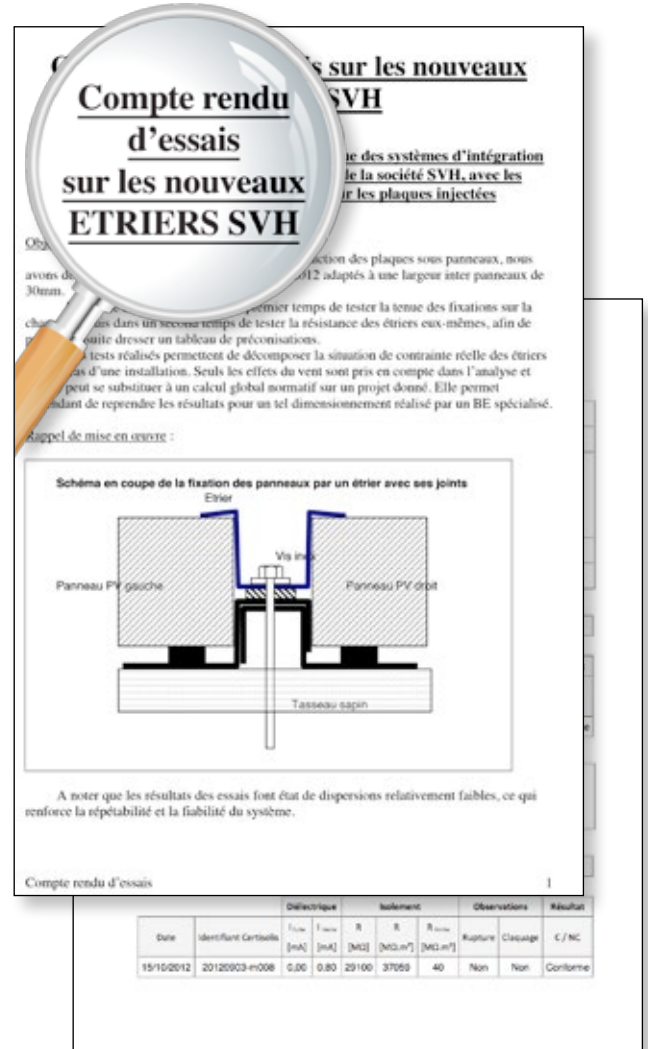 s sur les nouveaux
SVH
Compte rendu
d’essais
sur les nouveaux
ETRIERS SVH
ue des systèmes d’intégration
de la société SVH, avec les
ur les plaques injectées
Obj
ction des plaques sous panneaux, nous
avons d 12 adaptés à une largeur inter panneaux de
30mm.
emier temps de tester la tenue des fixations sur la
cha is dans un second temps de tester la résistance des étriers eux-mêmes, afin de
p suite dresser un tableau de préconisations.
tests réalisés permettent de décomposer la situation de contrainte réelle des étriers
as d’une installation. Seuls les effets du vent sont pris en compte dans l’analyse et
peut se substituer à un calcul global normatif sur un projet donné. Elle permet
endant de reprendre les résultats pour un tel dimensionnement réalisé par un BE spécialisé.
Rappel de mise en œuvre :
Schéma en coupe de la fixation des panneaux par un étrier avec ses joints
Etrier
Vis inox
Panneau PV gauche Panneau PV droit
Tasseau sapin
A noter que les résultats des essais font état de dispersions relativement faibles, ce qui
renforce la répétabilité et la fiabilité du système.
Compte rendu d’essais 1
Diélectrique Isolement Observations Résultat
Date Identifiant Certisolis [mA] [mA] R [MΩ] R [MΩ.m²] R [MΩ.m²] Rupture Claquage C / NC
15/10/2012 20120903-m008 0,00 0,80 29100 37059 40 Non Non Conforme